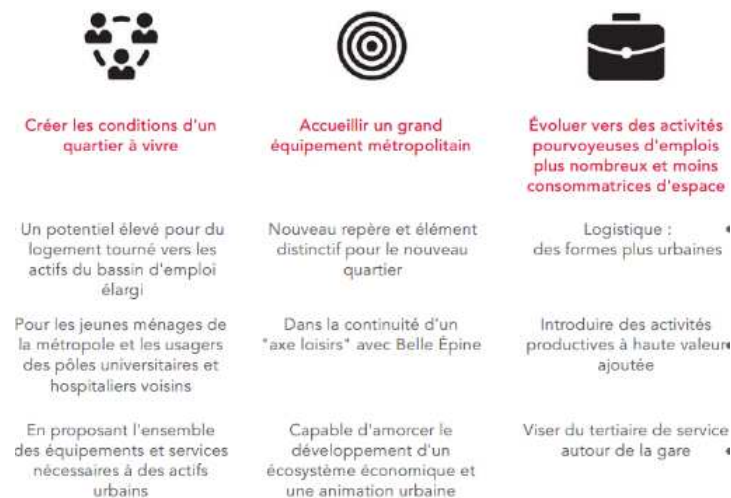 Créer les conditions d'un
quartier à vivre
Un potentiel élevé pour du
logement tourné vers les
actifs du bassin d'emploi
élargi
Pour les jeunes ménages de
la métropole et les usagers
des pôles universitaires et
hospitaliers voisins
En proposant l'ensemble
des équipements et services
nécessaires à des actifs
urbains
Accueillir un grand
équipement métropolitain
Nouveau repère et élément
distinctif pour le nouveau
quartier
Dans la continuité d'un
"axe loisirs" avec Belle Épine
Capable d'amorcer le
développement d'un
écosystème économique et
une animation urbaine
Évoluer vers des activités
pourvoyeuses d'emplois
plus nombreux et moins
consommatrices d'espace
Logistique : •
des formes plus urbaines
Introduire des activités
productives à haute valeur•
ajoutée
Viser du tertiaire de service
autour de la gare •